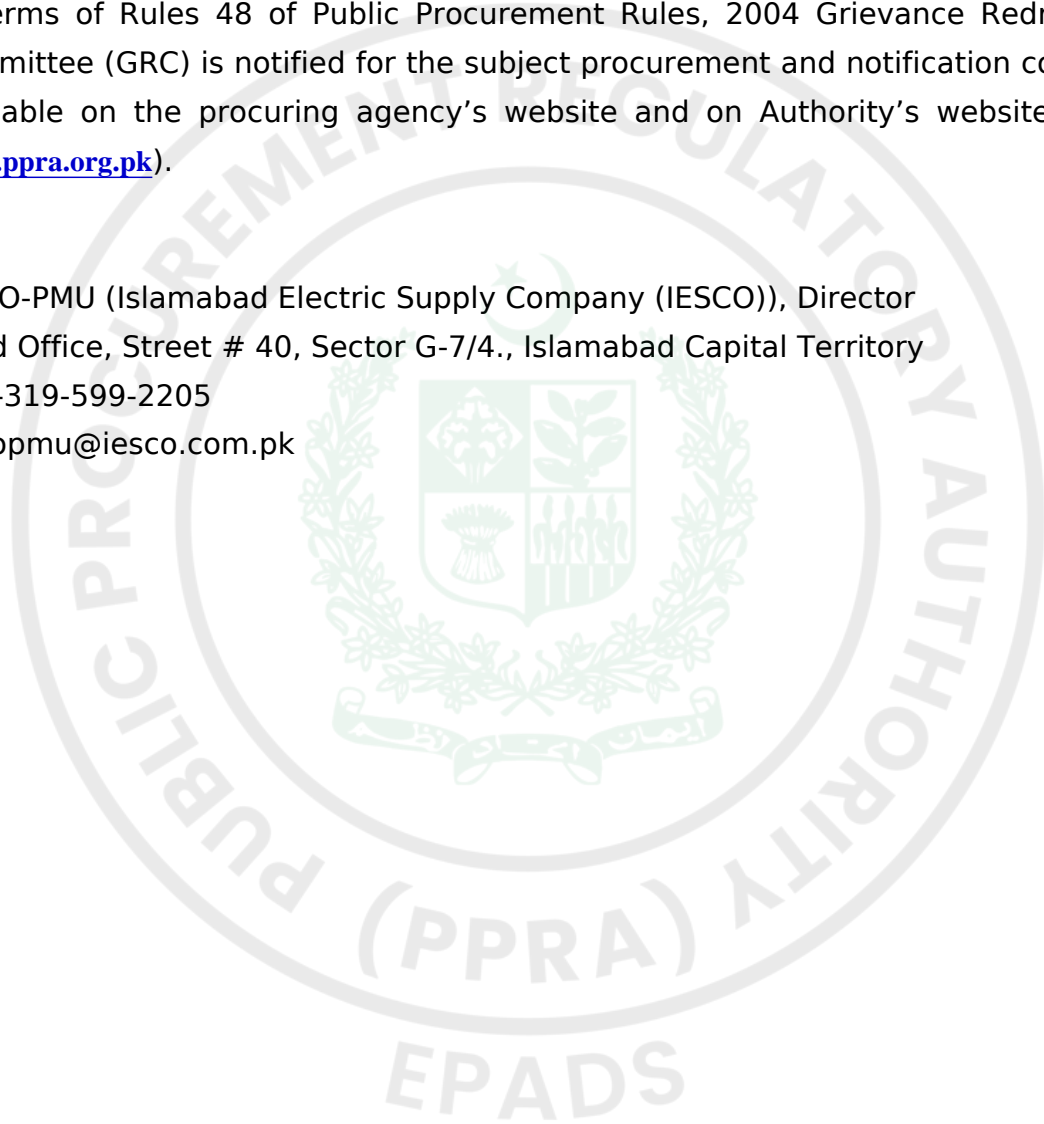 erms of Rules 48 of Public Procurement Rules, 2004 Grievance Redr
mittee (GRC) is notified for the subject procurement and notification co
able on the procuring agency’s website and on Authority’s website
.ppra.org.pk).
O-PMU (Islamabad Electric Supply Company (IESCO)), Director
d Office, Street # 40, Sector G-7/4., Islamabad Capital Territory
-319-599-2205
opmu@iesco.com.pk
PUBLIC PROCUREMENT REGULATORY AUTHORITY
(PPRA)
EPADS